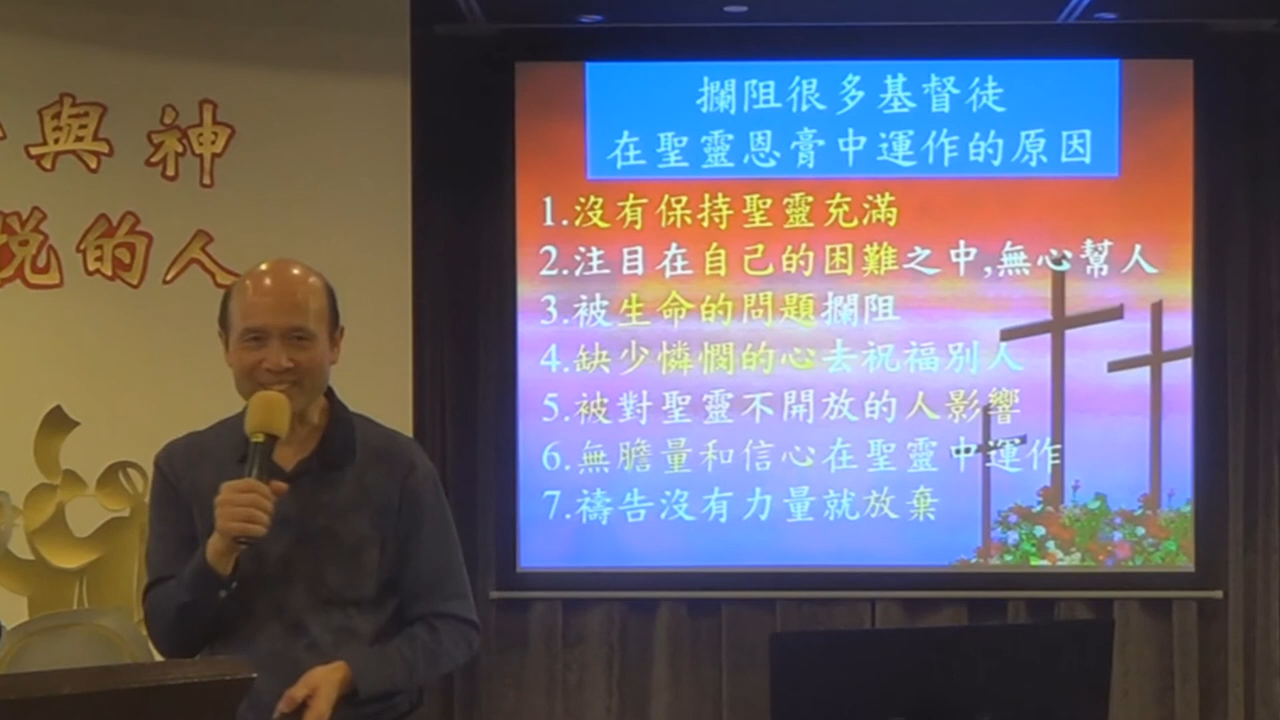 與神
悅的人
攔阻很多基督徒
在聖靈恩膏中運作的原因
1.沒有保持聖靈充滿
2.注目在自己的困難之中,無心幫人
3.被生命的問題攔阻
4.缺少憐憫的心去祝福別人
5.被對聖靈不開放的人影響
6.無膽量和信心在聖靈中運作
7.禱告沒有力量就放棄